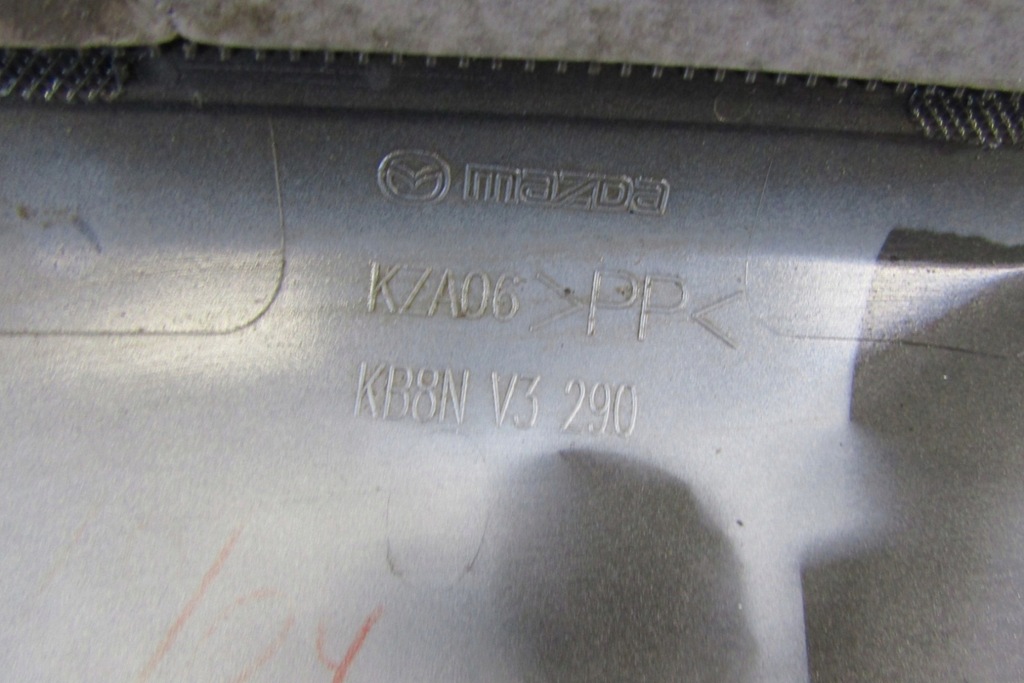 mazda
KZA06 >PP<
KB8N V3 290